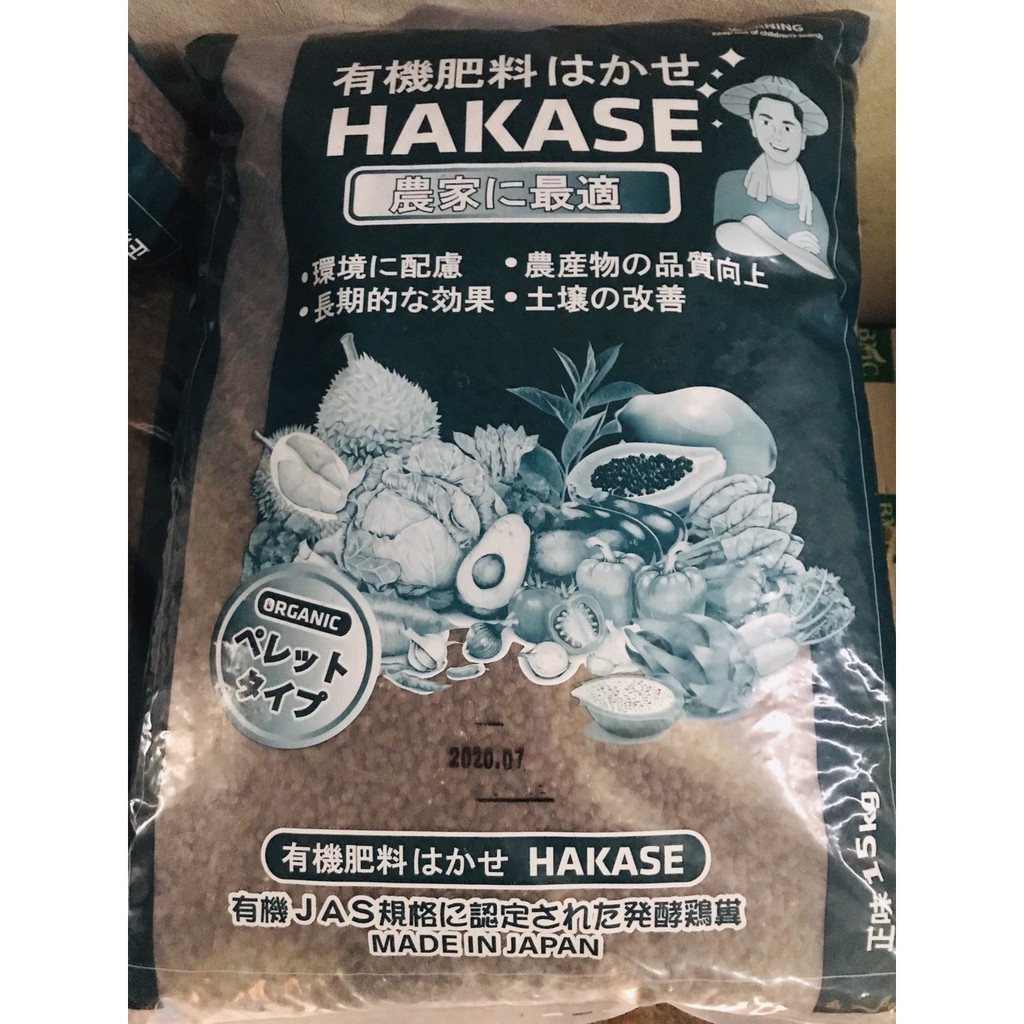 WARNING
有機肥料はかせ
HAKASE
農家に最適
•環境に配慮 •農産物の品質向上
•長期的な効果 •土壌の改善
ORGANIC
ペレット
タイプ
2020.07
正味 15kg
有機肥料はかせ HAKASE
有機JAS規格に認定された発酵鶏糞
MADE IN JAPAN